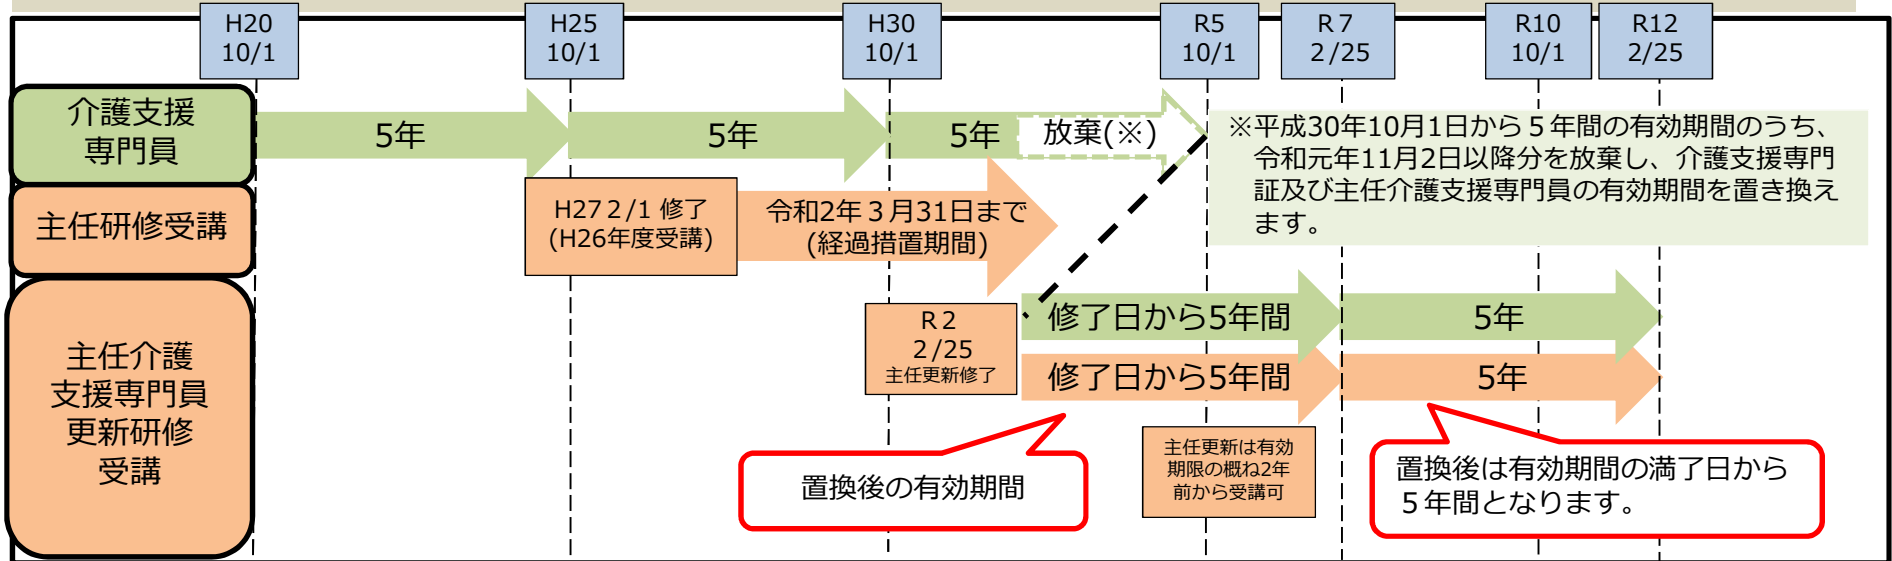 H20
10/1
H25
10/1
H30
10/1
R5
10/1
R７
2/25
R10
10/1
R12
2/25
介護支援
専門員
5年
5年
5年
放棄(※)
※平成30年10月1日から５年間の有効期間のうち、
令和元年11月2日以降分を放棄し、介護支援専門
証及び主任介護支援専門員の有効期間を置き換え
ます。
主任研修受講
H27２/1 修了
(H26年度受講)
令和2年３月31日まで
(経過措置期間)
主任介護
支援専門員
更新研修
受講
R２
２/25
主任更新修了
修了日から5年間
5年
修了日から5年間
5年
置換後の有効期間
主任更新は有効
期限の概ね2年
前から受講可
置換後は有効期間の満了日から
５年間となります。